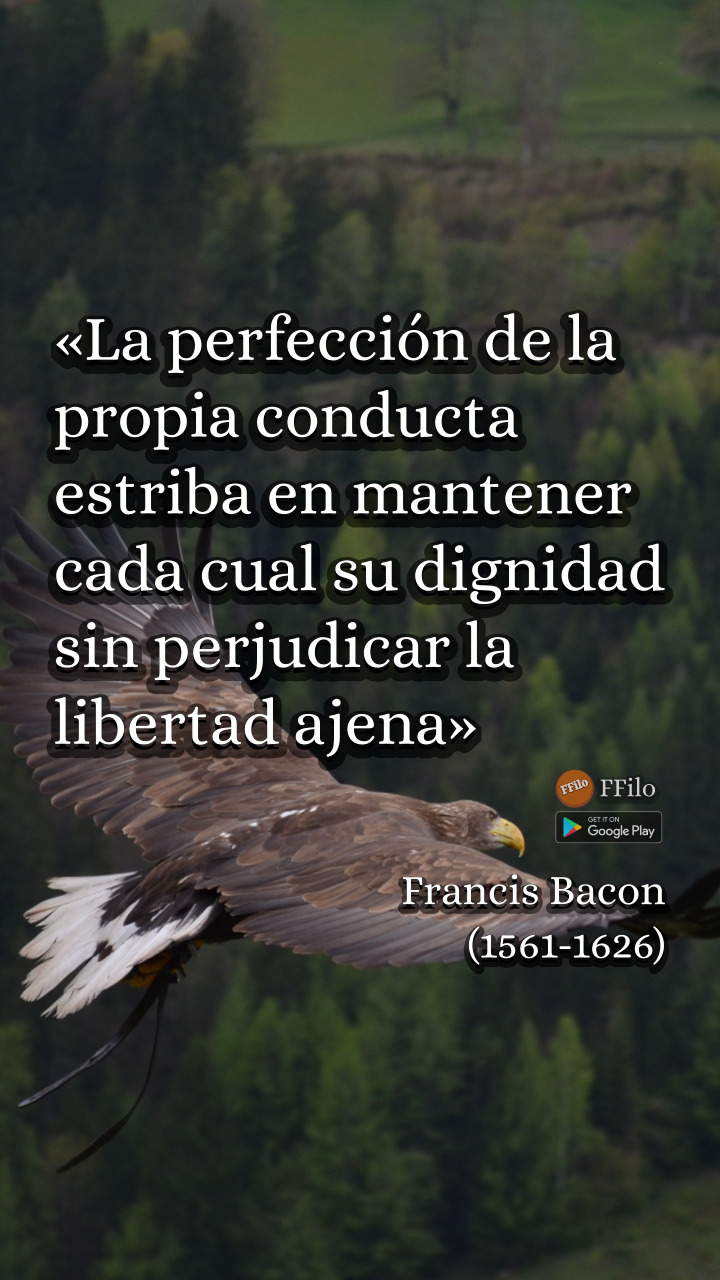 «La perfección de la
propia conducta
estriba en mantener
cada cual su dignidad
sin perjudicar la
libertad ajena»
FFilo FFilo
GET IT ON
Google Play
Francis Bacon
(1561-1626)